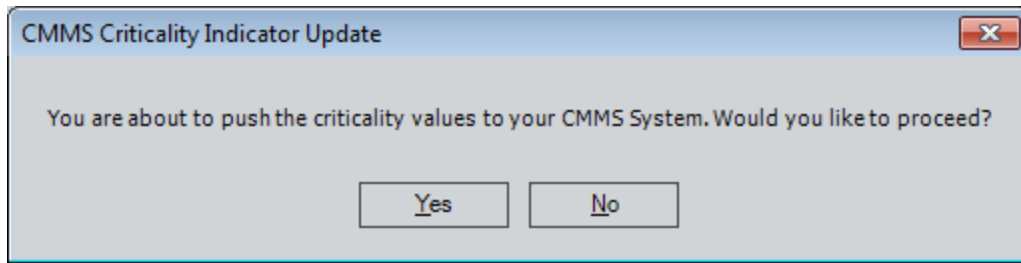 CMMS Criticality Indicator Update
You are about to push the criticality values to your CMMS System. Would you like to proceed?
Yes No